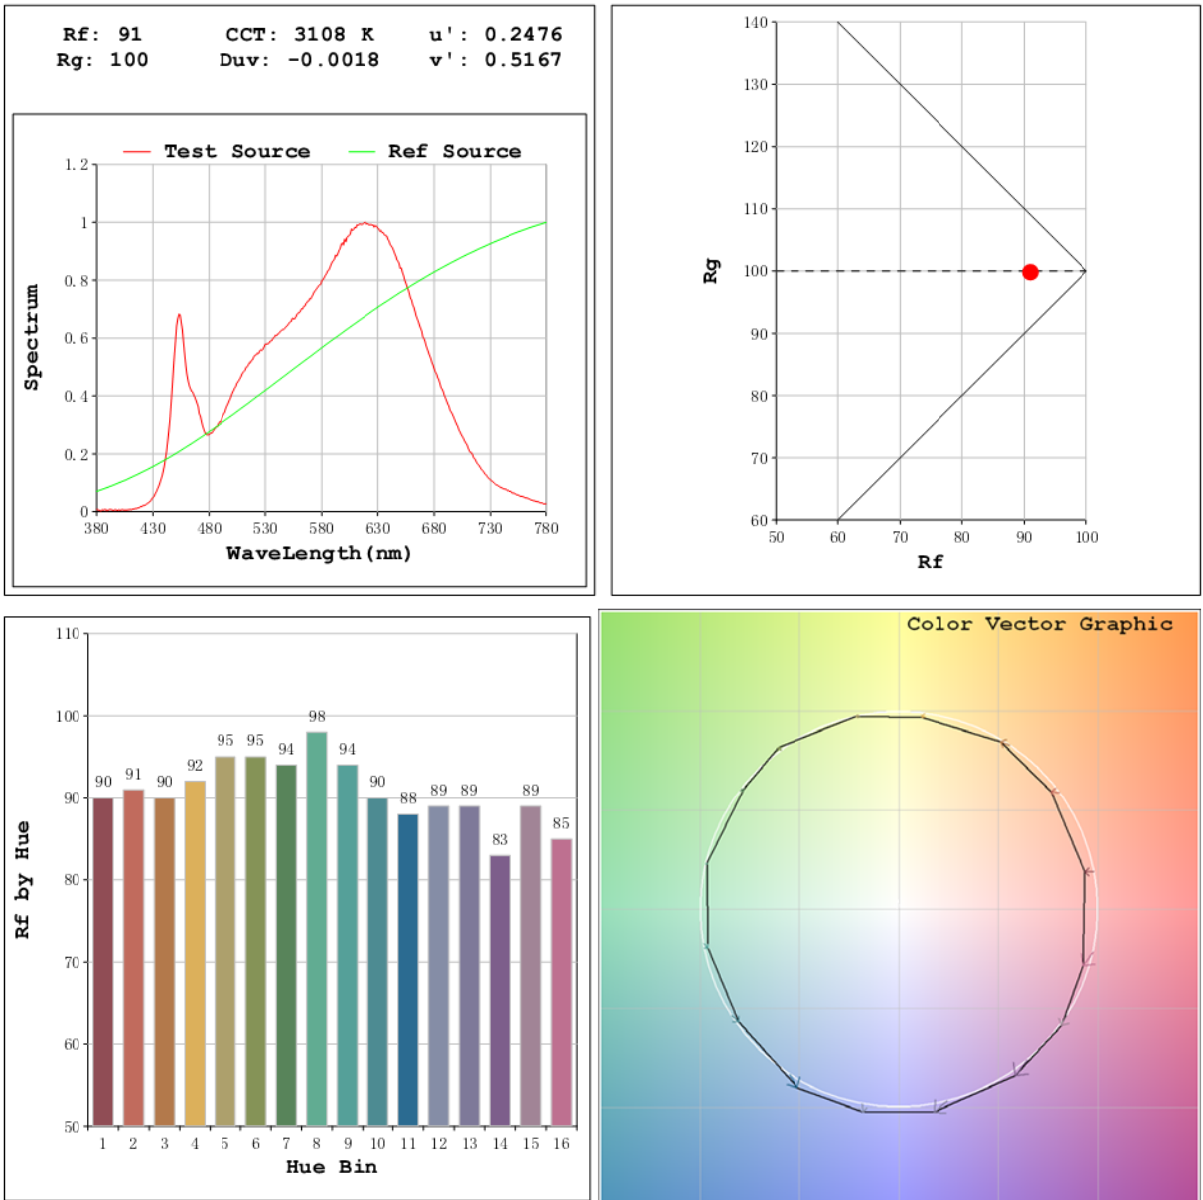 Rf: 91 CCT: 3108 K u': 0.2476
Rg: 100 Duv: -0.0018 v': 0.5167
Test Source Ref Source
1.2
1
0.8
0.6
0.4
0.2
0
Spectrum
380 430 480 530 580 630 680 730 780
WaveLength(nm)
140
130
120
110
100
90
80
70
60
Rg
50 60 70 80 90 100
Rf
110
100
90
80
70
60
50
Rf by Hue
90 91 90 92 95 95 94 98 94 90 88 89 89 83 89 85
1 2 3 4 5 6 7 8 9 10 11 12 13 14 15 16
Hue Bin
Color Vector Graphic